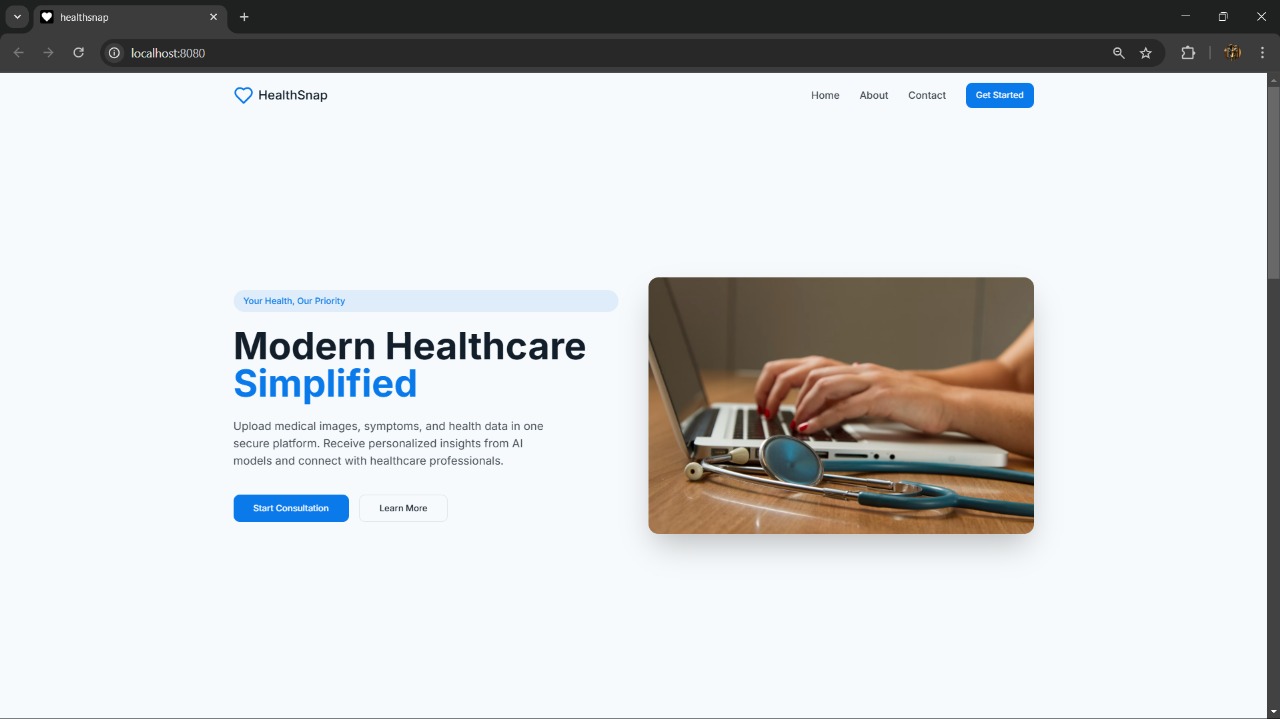 healthsnap
localhost:8080
HealthSnap
Home
About
Contact
Get Started
Your Health, Our Priority
Modern Healthcare
Simplified
Upload medical images, symptoms, and health data in one
secure platform. Receive personalized insights from AI
models and connect with healthcare professionals.
Start Consultation
Learn More